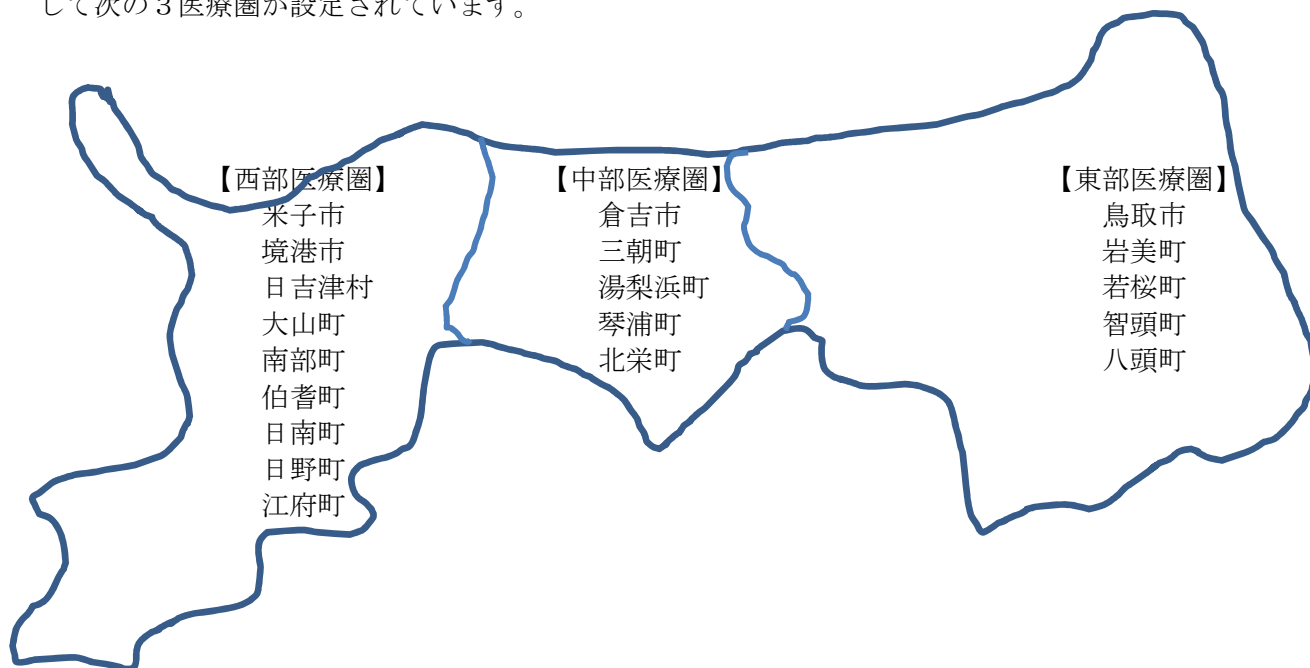 して次の３医療圏が設定されています。
【西部医療圏】
米子市
境港市
日吉津村
大山町
南部町
伯耆町
日南町
日野町
江府町
【中部医療圏】
倉吉市
三朝町
湯梨浜町
琴浦町
北栄町
【東部医療圏】
鳥取市
岩美町
若桜町
智頭町
八頭町